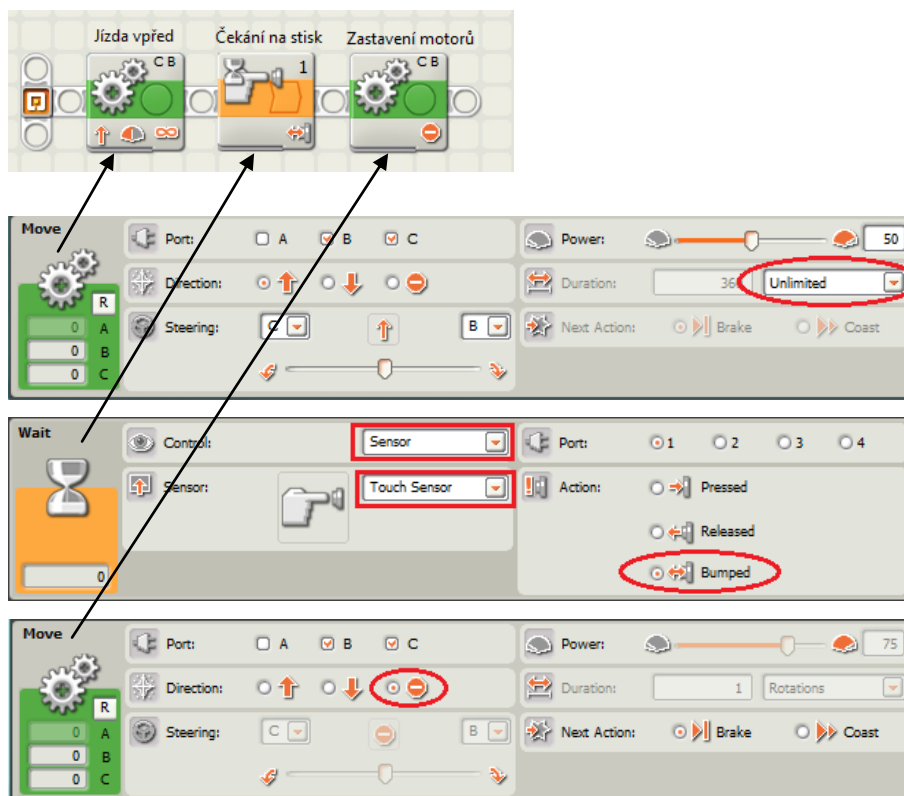 Jízda vpřed Čekání na stisk Zastavení motorů
C B 1 C B
Move
Port: A B C
Power: 50
Direction:
Duration: 36 Unlimited
Steering: C B
Next Action: Brake Coast
R
0 A
0 B
0 C
Wait
Control: Sensor
Port: 1 2 3 4
Sensor: Touch Sensor
Action: Pressed
Released
Bumped
0
Move
Port: A B C
Power: 75
Direction:
Duration: 1 Rotations
Steering: C B
Next Action: Brake Coast
R
0 A
0 B
0 C